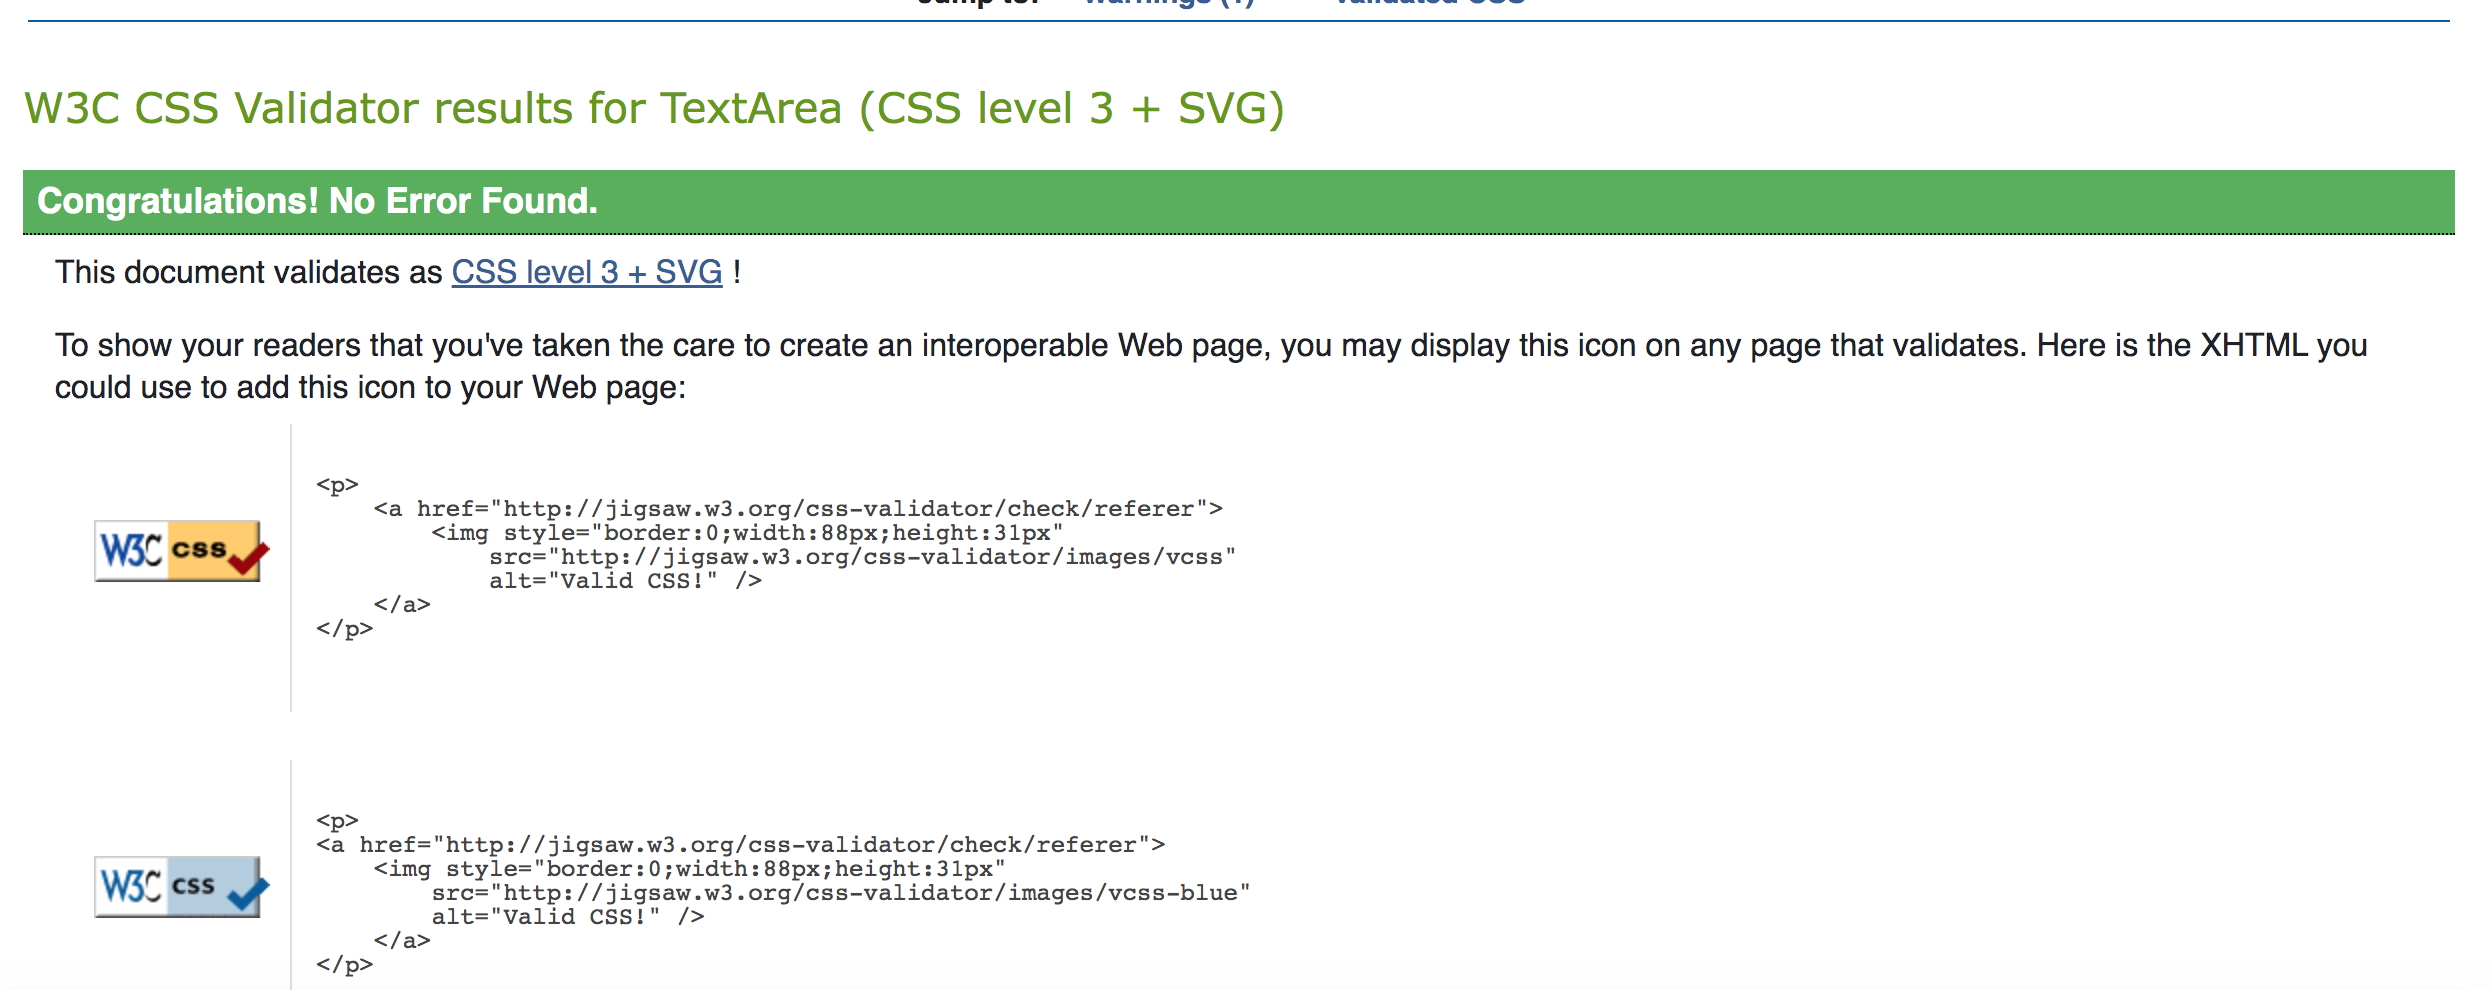 Jump to: Warnings (1) Validated CSS
W3C CSS Validator results for TextArea (CSS level 3 + SVG)
Congratulations! No Error Found.
This document validates as CSS level 3 + SVG !
To show your readers that you've taken the care to create an interoperable Web page, you may display this icon on any page that validates. Here is the XHTML you
could use to add this icon to your Web page:
W3C css
<p>
<a href="http://jigsaw.w3.org/css-validator/check/referer">
<img style="border:0;width:88px;height:31px"
src="http://jigsaw.w3.org/css-validator/images/vcss"
alt="Valid CSS!" />
</a>
</p>
W3C css
<p>
<a href="http://jigsaw.w3.org/css-validator/check/referer">
<img style="border:0;width:88px;height:31px"
src="http://jigsaw.w3.org/css-validator/images/vcss-blue"
alt="Valid CSS!" />
</a>
</p>